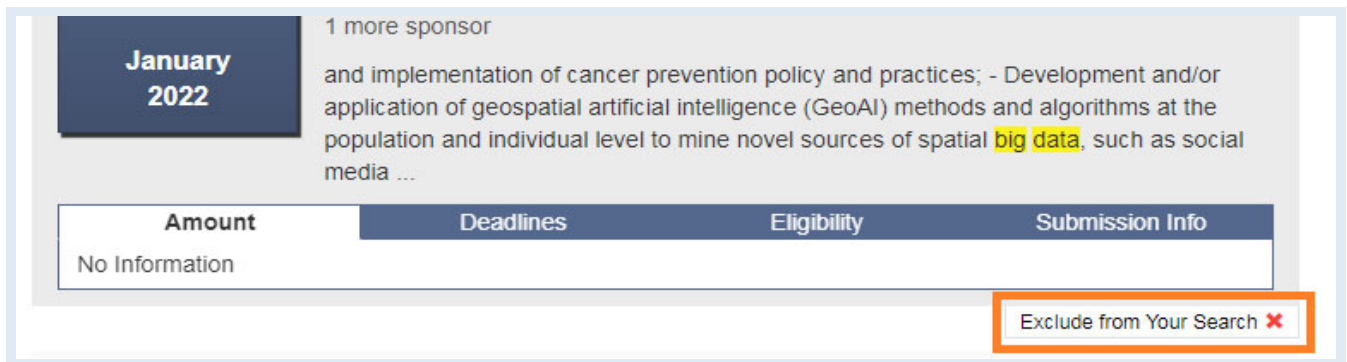 1 more sponsor
January
2022
and implementation of cancer prevention policy and practices; - Development and/or
application of geospatial artificial intelligence (GeoAI) methods and algorithms at the
population and individual level to mine novel sources of spatial big data, such as social
media ...
Amount Deadlines Eligibility Submission Info
No Information
Exclude from Your Search ✖